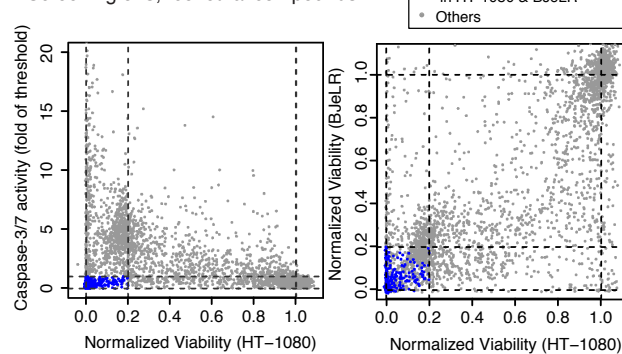 in HT-1080 & BJeLR
Others
Caspase-3/7 activity (fold of threshold)
20
15
10
5
0
0.0 0.2 0.4 0.6 0.8 1.0
Normalized Viability (HT-1080)
Normalized Viability (BJeLR)
1.0
0.8
0.6
0.4
0.2
0.0
0.0 0.2 0.4 0.6 0.8 1.0
Normalized Viability (HT-1080)